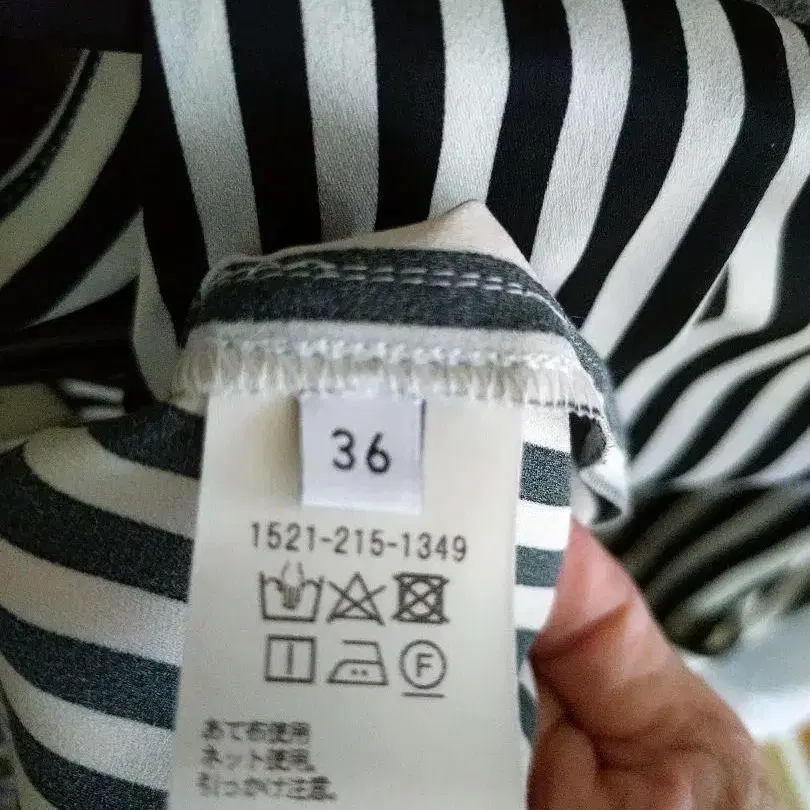 36
1521-215-1349
F
あて布使用
ネット使用。
引っかけ注意。